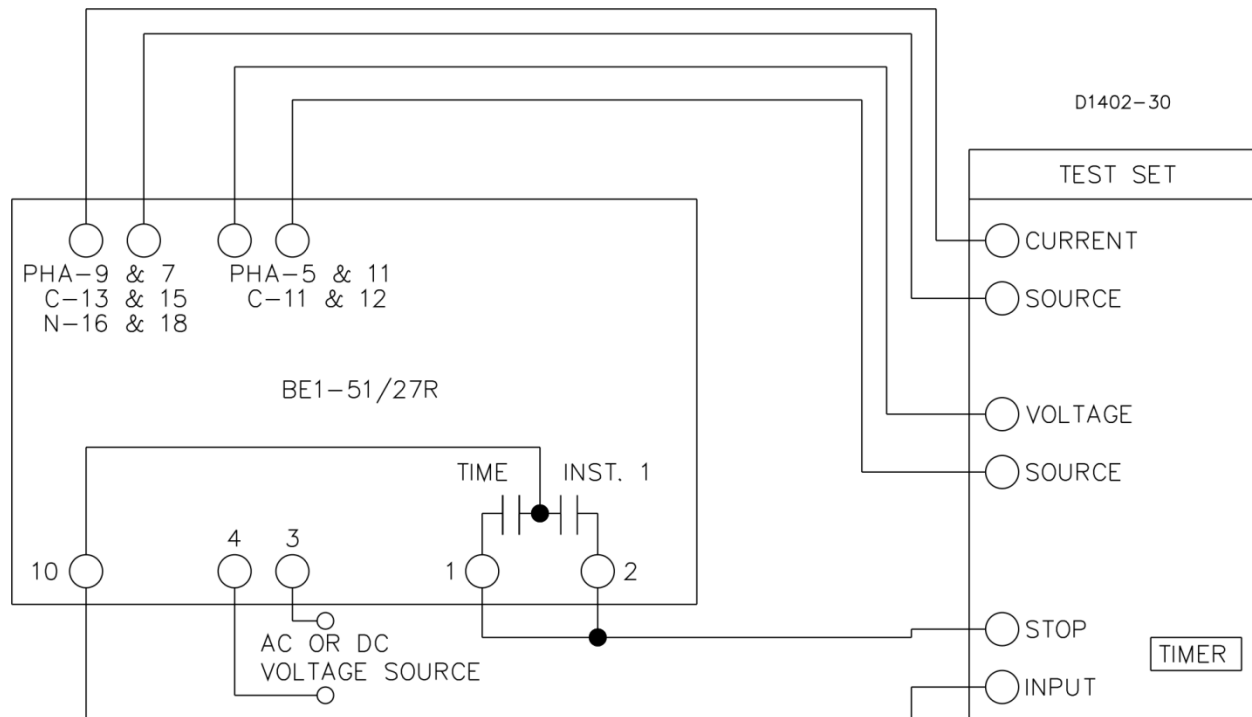 D1402-30
TEST SET
CURRENT
SOURCE
PHA-9 & 7
C-13 & 15
N-16 & 18
PHA-5 & 11
C-11 & 12
BE1-51/27R
VOLTAGE
SOURCE
TIME
INST. 1
10
4
3
1
2
AC OR DC
VOLTAGE SOURCE
STOP
TIMER
INPUT